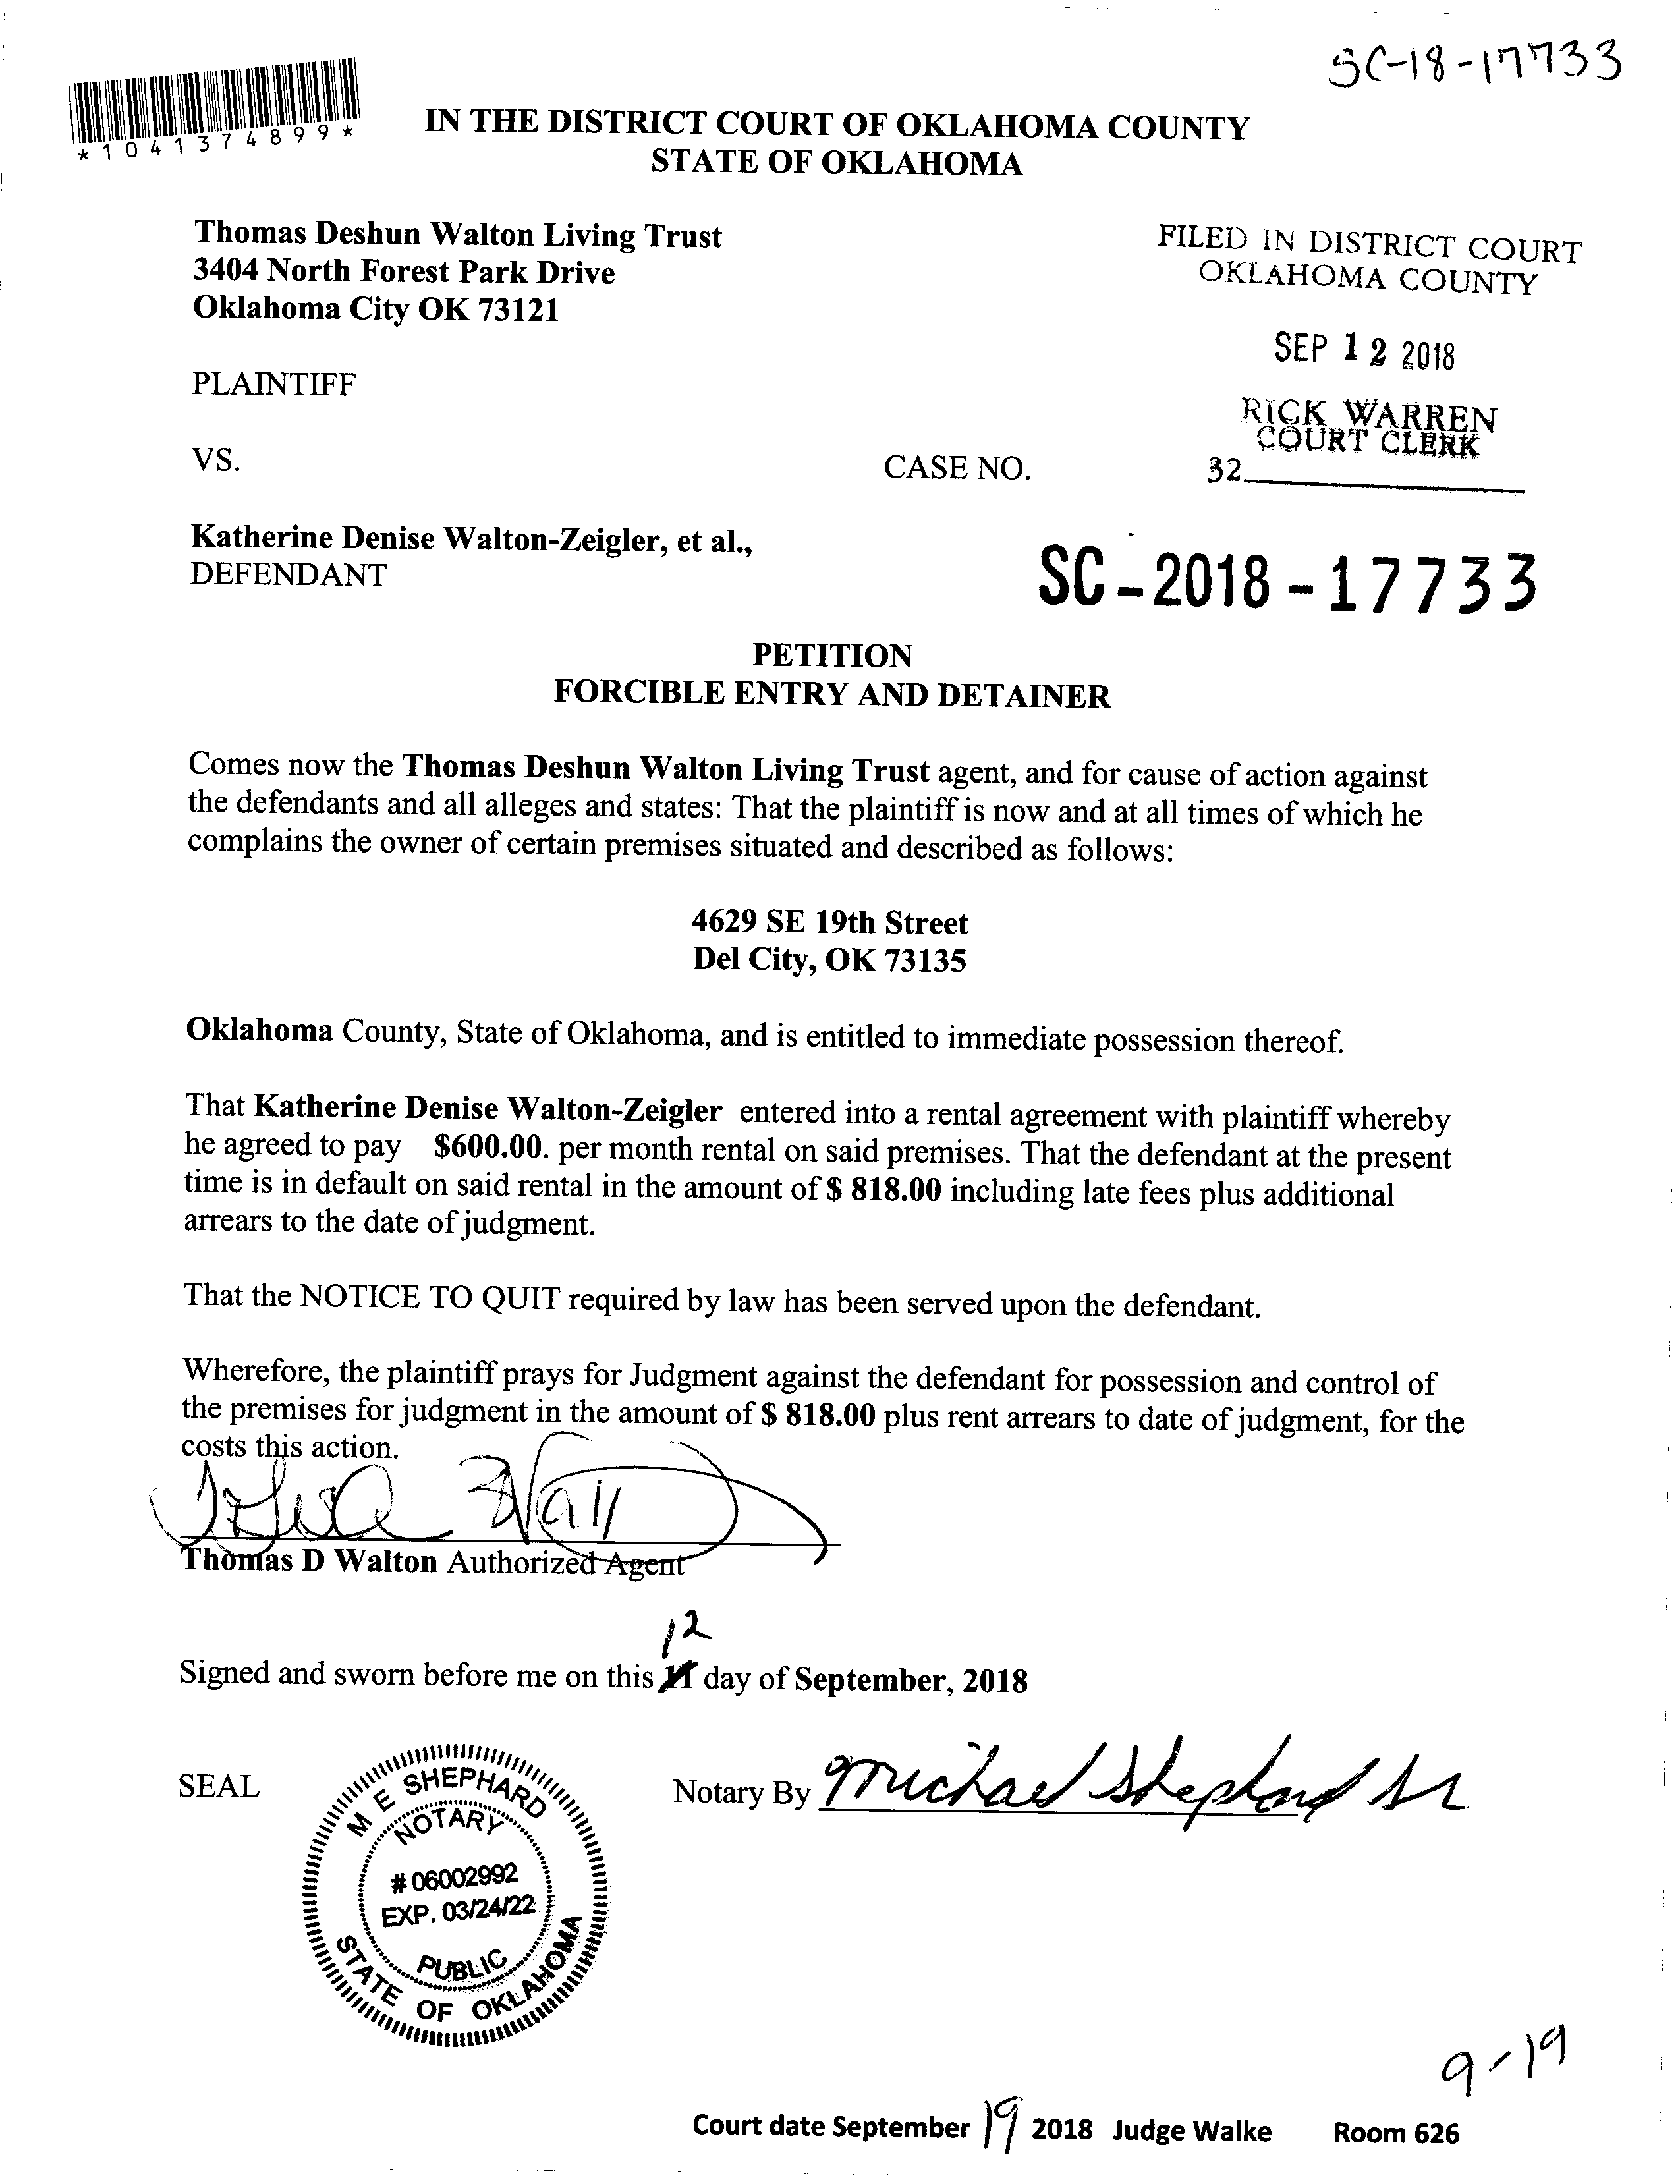 SC-18-17733
*1041374899*
IN THE DISTRICT COURT OF OKLAHOMA COUNTY
STATE OF OKLAHOMA
Thomas Deshun Walton Living Trust
3404 North Forest Park Drive
Oklahoma City OK 73121
FILED IN DISTRICT COURT
OKLAHOMA COUNTY
SEP 12 2018
PLAINTIFF
RICK WARREN
COURT CLERK
VS.
CASE NO.
32
Katherine Denise Walton-Zeigler, et al.,
DEFENDANT
SC-2018-17733
PETITION
FORCIBLE ENTRY AND DETAINER
Comes now the Thomas Deshun Walton Living Trust agent, and for cause of action against
the defendants and all alleges and states: That the plaintiff is now and at all times of which he
complains the owner of certain premises situated and described as follows:
4629 SE 19th Street
Del City, OK 73135
Oklahoma County, State of Oklahoma, and is entitled to immediate possession thereof.
That Katherine Denise Walton-Zeigler entered into a rental agreement with plaintiff whereby
he agreed to pay $600.00. per month rental on said premises. That the defendant at the present
time is in default on said rental in the amount of $ 818.00 including late fees plus additional
arrears to the date of judgment.
That the NOTICE TO QUIT required by law has been served upon the defendant.
Wherefore, the plaintiff prays for Judgment against the defendant for possession and control of
the premises for judgment in the amount of $ 818.00 plus rent arrears to date of judgment, for the
costs this action.
Thomas D Walton Authorized Agent
12
Signed and sworn before me on this 11 day of September, 2018
SEAL
M E SHEPHARD
NOTARY
# 06002992
EXP. 03/24/22
PUBLIC
STATE OF OKLAHOMA
Notary By Michael Shephard Sr
9-19
Court date September 19 2018 Judge Walke Room 626